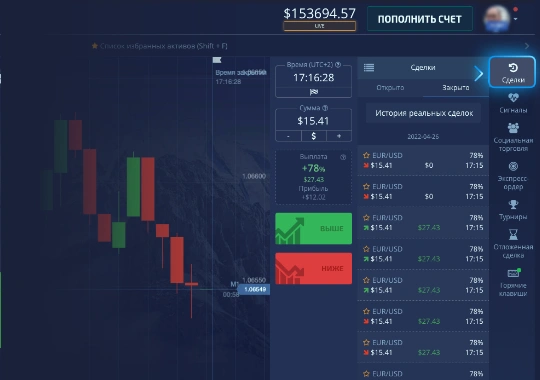 $153694.57
LIVE
ПОПОЛНИТЬ СЧЕТ
Список избранных активов (Shift + F)
17:16:28
1.06600
1.06550
1.06549
00:56
Время (UTC+2)
17:16:28
Сумма
$15.41
- $ +
Выплата
+78%
$27.43
Прибыль
+$12.02
ВЫШЕ
НИЖЕ
Сделки
Открыто Закрыто
История реальных сделок
2022-04-26
EUR/USD 78%
$15.41 $0 17:15
EUR/USD 78%
$15.41 $0 17:15
EUR/USD 78%
$15.41 $27.43 17:15
EUR/USD 78%
$15.41 $27.43 17:15
EUR/USD 78%
$15.41 $27.43 17:15
EUR/USD 78%
$15.41 $27.43 17:15
EUR/USD 78%
$15.41 $27.43 17:15
EUR/USD 78%
Сделки
Сигналы
Социальная
торговля
Экспресс-
ордер
Турниры
Отложенная
сделка
Горячие
клавиши